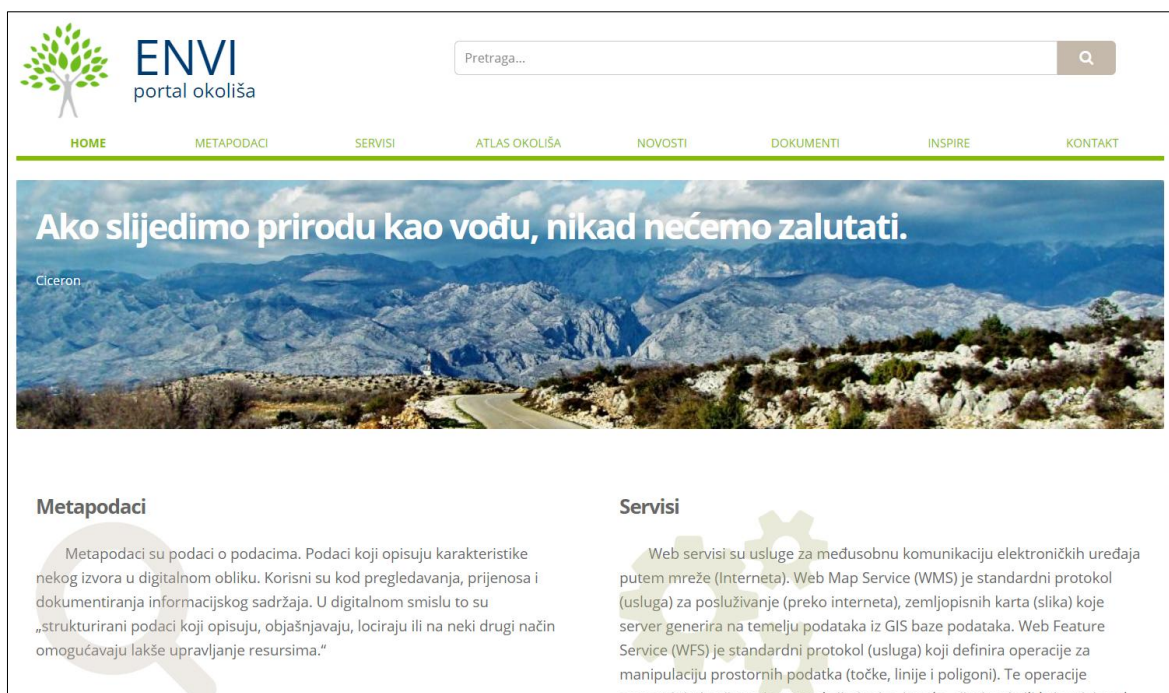 ENVI
portal okoliša
Pretraga...
HOME
METAPODACI
SERVISI
ATLAS OKOLIŠA
NOVOSTI
DOKUMENTI
INSPIRE
KONTAKT
Ako slijedimo prirodu kao vođu, nikad nećemo zalutati.
Ciceron
Metapodaci
Metapodaci su podaci o podacima. Podaci koji opisuju karakteristike
nekog izvora u digitalnom obliku. Korisni su kod pregledavanja, prijenosa i
dokumentiranja informacijskog sadržaja. U digitalnom smislu to su
„strukturirani podaci koji opisuju, objašnjavaju, lociraju ili na neki drugi način
omogućavaju lakše upravljanje resursima.“
Servisi
Web servisi su usluge za međusobnu komunikaciju elektroničkih uređaja
putem mreže (Interneta). Web Map Service (WMS) je standardni protokol
(usluga) za posluživanje (preko interneta), zemljopisnih karta (slika) koje
server generira na temelju podataka iz GIS baze podataka. Web Feature
Service (WFS) je standardni protokol (usluga) koji definira operacije za
manipulaciju prostornih podatka (točke, linije i poligoni). Te operacije